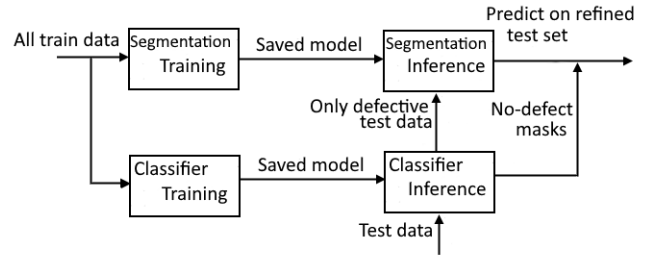 Predict on refined
test set
All train data
Segmentation
Training
Saved model
Segmentation
Inference
Only defective
test data
No-defect
masks
Classifier
Training
Saved model
Classifier
Inference
Test data